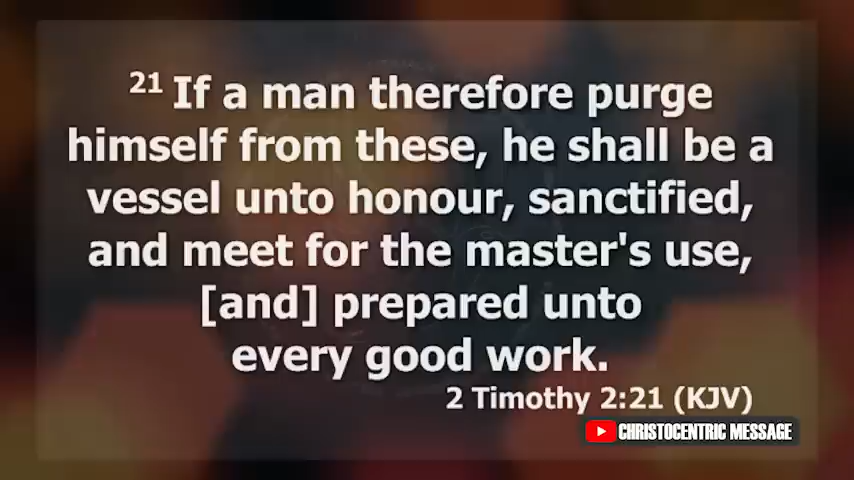 21 If a man therefore purge
himself from these, he shall be a
vessel unto honour, sanctified,
and meet for the master's use,
[and] prepared unto
every good work.
2 Timothy 2:21 (KJV)
CHRISTOCENTRIC MESSAGE